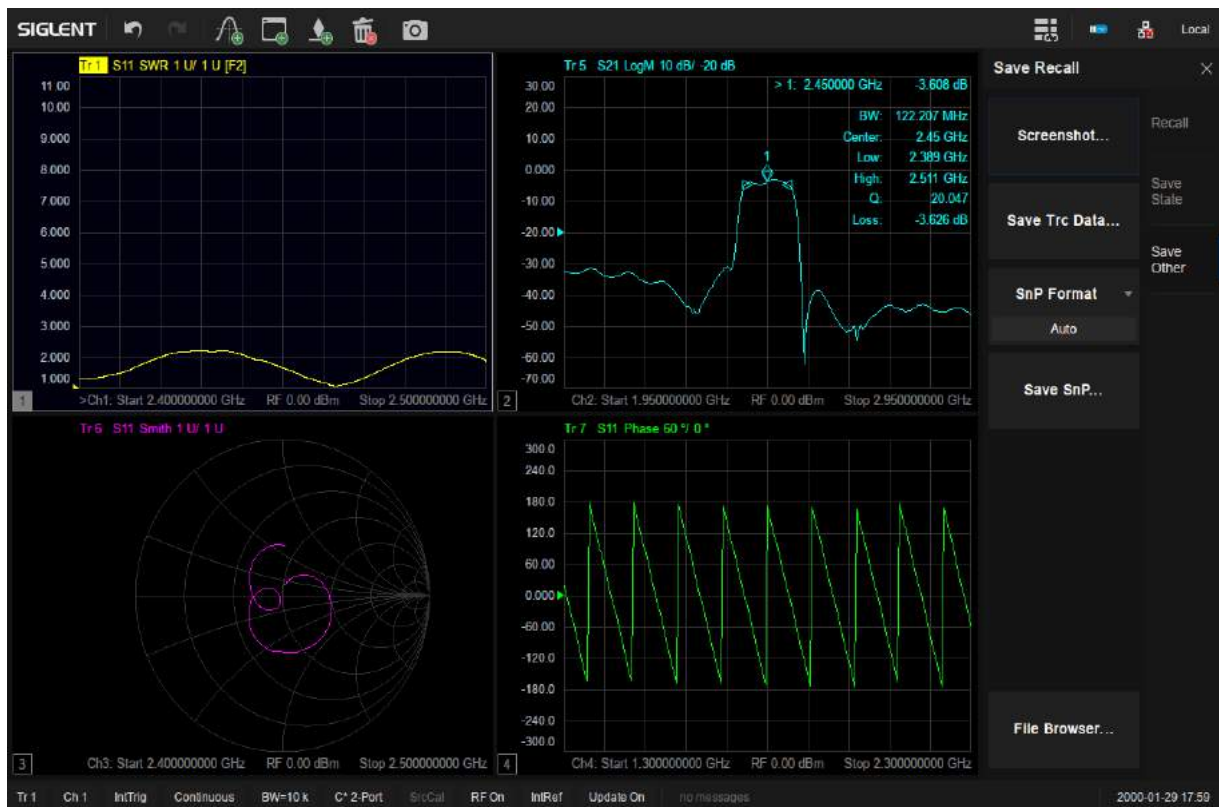 SIGLENT
Local
Tr 1 S11 SWR 1 U/ 1 U [F2]
11.00
10.00
9.000
8.000
7.000
6.000
5.000
4.000
3.000
2.000
1.000
1 >Ch1: Start 2.400000000 GHz RF 0.00 dBm Stop 2.500000000 GHz
Tr 5 S21 LogM 10 dB/ -20 dB
> 1: 2.450000 GHz -3.608 dB
BW: 122.207 MHz
Center: 2.45 GHz
Low: 2.389 GHz
High: 2.511 GHz
Q: 20.047
Loss: -3.626 dB
1
30.00
20.00
10.00
0.000
-10.00
-20.00
-30.00
-40.00
-50.00
-60.00
-70.00
2 Ch2: Start 1.950000000 GHz RF 0.00 dBm Stop 2.950000000 GHz
Tr 6 S11 Smith 1 U/ 1 U
3 Ch3: Start 2.400000000 GHz RF 0.00 dBm Stop 2.500000000 GHz
Tr 7 S11 Phase 60 °/ 0 °
300.0
240.0
180.0
120.0
60.00
0.000
-60.00
-120.0
-180.0
-240.0
-300.0
4 Ch4: Start 1.300000000 GHz RF 0.00 dBm Stop 2.300000000 GHz
Save Recall
Screenshot...
Save Trc Data...
SnP Format
Auto
Save SnP...
File Browser...
Recall
Save
State
Save
Other
Tr 1 Ch 1 IntTrig Continuous BW=10 k C* 2-Port SrcCal RF On IntRef Update On no messages 2000-01-29 17:59